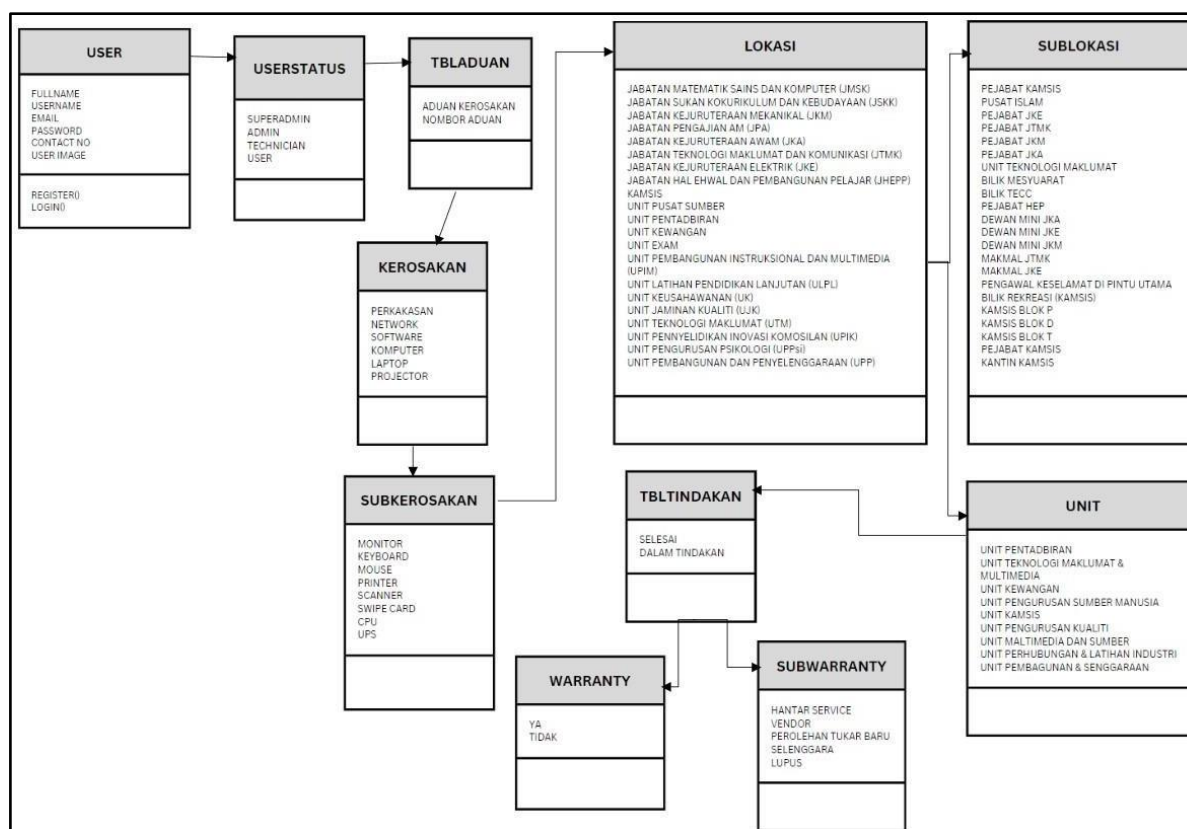 USER
FULLNAME
USERNAME
EMAIL
PASSWORD
CONTACT NO
USER IMAGE
REGISTER()
LOGIN()
USERSTATUS
SUPERADMIN
ADMIN
TECHNICIAN
USER
TBLADUAN
ADUAN KEROSAKAN
NOMBOR ADUAN
KEROSAKAN
PERKAKASAN
NETWORK
SOFTWARE
KOMPUTER
LAPTOP
PROJECTOR
SUBKEROSAKAN
MONITOR
KEYBOARD
MOUSE
PRINTER
SCANNER
SWIPE CARD
CPU
UPS
LOKASI
JABATAN MATEMATIK SAINS DAN KOMPUTER (JMSK)
JABATAN SUKAN KOKURIKULUM DAN KEBUDAYAAN (JSKK)
JABATAN KEJURUTERAAN MEKANIKAL (JKM)
JABATAN PENGAJIAN AM (JPA)
JABATAN KEJURUTERAAN AWAM (JKA)
JABATAN TEKNOLOGI MAKLUMAT DAN KOMUNIKASI (JTMK)
JABATAN KEJURUTERAAN ELEKTRIK (JKE)
JABATAN HAL EHWAL DAN PEMBANGUNAN PELAJAR (JHEPP)
KAMSIS
UNIT PUSAT SUMBER
UNIT PENTADBIRAN
UNIT KEWANGAN
UNIT EXAM
UNIT PEMBANGUNAN INSTRUKSIONAL DAN MULTIMEDIA
(UPIM)
UNIT LATIHAN PENDIDIKAN LANJUTAN (ULPL)
UNIT KEUSAHAWANAN (UK)
UNIT JAMINAN KUALITI (UJK)
UNIT TEKNOLOGI MAKLUMAT (UTM)
UNIT PENNYELIDIKAN INOVASI KOMOSILAN (UPIK)
UNIT PENGURUSAN PSIKOLOGI (UPPsi)
UNIT PEMBANGUNAN DAN PENYELENGGARAAN (UPP)
SUBLOKASI
PEJABAT KAMSIS
PUSAT ISLAM
PEJABAT JKE
PEJABAT JTMK
PEJABAT JKM
PEJABAT JKA
UNIT TEKNOLOGI MAKLUMAT
BILIK MESYUARAT
BILIK TECC
PEJABAT HEP
DEWAN MINI JKA
DEWAN MINI JKE
DEWAN MINI JKM
MAKMAL JTMK
MAKMAL JKE
PENGAWAL KESELAMAT DI PINTU UTAMA
BILIK REKREASI (KAMSIS)
KAMSIS BLOK P
KAMSIS BLOK D
KAMSIS BLOK T
PEJABAT KAMSIS
KANTIN KAMSIS
TBLTINDAKAN
SELESAI
DALAM TINDAKAN
UNIT
UNIT PENTADBIRAN
UNIT TEKNOLOGI MAKLUMAT &
MULTIMEDIA
UNIT KEWANGAN
UNIT PENGURUSAN SUMBER MANUSIA
UNIT KAMSIS
UNIT PENGURUSAN KUALITI
UNIT MALTIMEDIA DAN SUMBER
UNIT PERHUBUNGAN & LATIHAN INDUSTRI
UNIT PEMBAGUNAN & SENGGARAAN
WARRANTY
YA
TIDAK
SUBWARRANTY
HANTAR SERVICE
VENDOR
PEROLEHAN TUKAR BARU
SELENGGARA
LUPUS